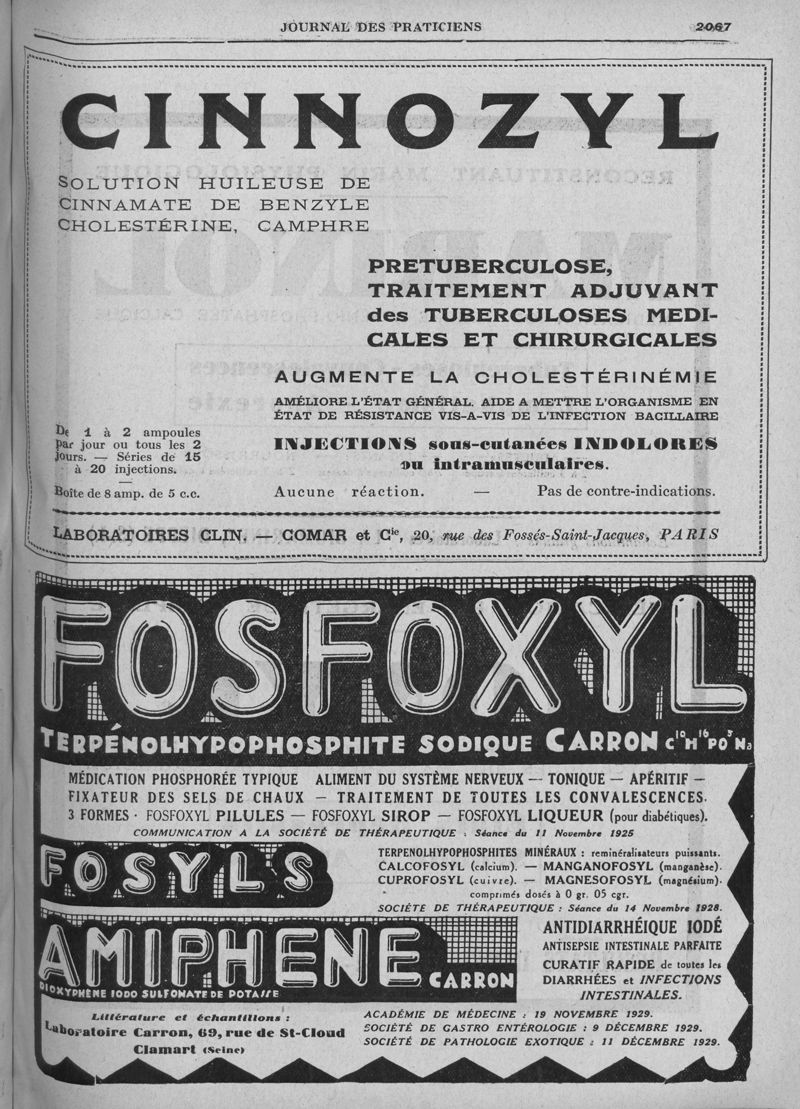 JOURNAL DES PRATICIENS 2067
CINNOZYL
SOLUTION HUILEUSE DE
CINNAMATE DE BENZYLE
CHOLESTÉRINE, CAMPHRE
PRETUBERCULOSE,
TRAITEMENT ADJUVANT
des TUBERCULOSES MEDI-
CALES ET CHIRURGICALES
AUGMENTE LA CHOLESTÉRINÉMIE
AMÉLIORE L'ÉTAT GÉNÉRAL. AIDE A METTRE L'ORGANISME EN
ÉTAT DE RÉSISTANCE VIS-A-VIS DE L'INFECTION BACILLAIRE
De 1 à 2 ampoules
par jour ou tous les 2
jours. — Séries de 15
à 20 injections.
—
Boîte de 8 amp. de 5 c.c.
INJECTIONS sous-cutanées INDOLORES
ou intramusculaires.
Aucune réaction. — Pas de contre-indications.
LABORATOIRES CLIN. — COMAR et Cie, 20, rue des Fossés-Saint-Jacques, PARIS
FOSFOXYL
TERPÉNOLHYPOPHOSPHITE SODIQUE CARRON C10H16PO3Na
MÉDICATION PHOSPHORÉE TYPIQUE ALIMENT DU SYSTÈME NERVEUX — TONIQUE — APÉRITIF —
FIXATEUR DES SELS DE CHAUX — TRAITEMENT DE TOUTES LES CONVALESCENCES.
3 FORMES · FOSFOXYL PILULES — FOSFOXYL SIROP — FOSFOXYL LIQUEUR (pour diabétiques).
COMMUNICATION A LA SOCIÉTÉ DE THÉRAPEUTIQUE : Séance du 11 Novembre 1925
FOSYL'S
TERPENOLHYPOPHOSPHITES MINÉRAUX : reminéralisateurs puissants.
CALCOFOSYL (calcium). — MANGANOFOSYL (manganèse).
CUPROFOSYL (cuivre). — MAGNESOFOSYL (magnésium).
comprimés dosés à 0 gr. 05 cgr.
SOCIÉTÉ DE THÉRAPEUTIQUE : Séance du 14 Novembre 1928.
AMIPHENE
CARRON
DIOXYPHÈNE IODO SULFONATE DE POTASSE
ANTIDIARRHÉIQUE IODÉ
ANTISEPSIE INTESTINALE PARFAITE
CURATIF RAPIDE de toutes les
DIARRHÉES et INFECTIONS
INTESTINALES.
Littérature et échantillons :
Laboratoire Carron, 69, rue de St-Cloud
Clamart (Seine)
ACADÉMIE DE MÉDECINE : 19 NOVEMBRE 1929.
SOCIÉTÉ DE GASTRO ENTÉROLOGIE : 9 DÉCEMBRE 1929.
SOCIÉTÉ DE PATHOLOGIE EXOTIQUE : 11 DÉCEMBRE 1929.